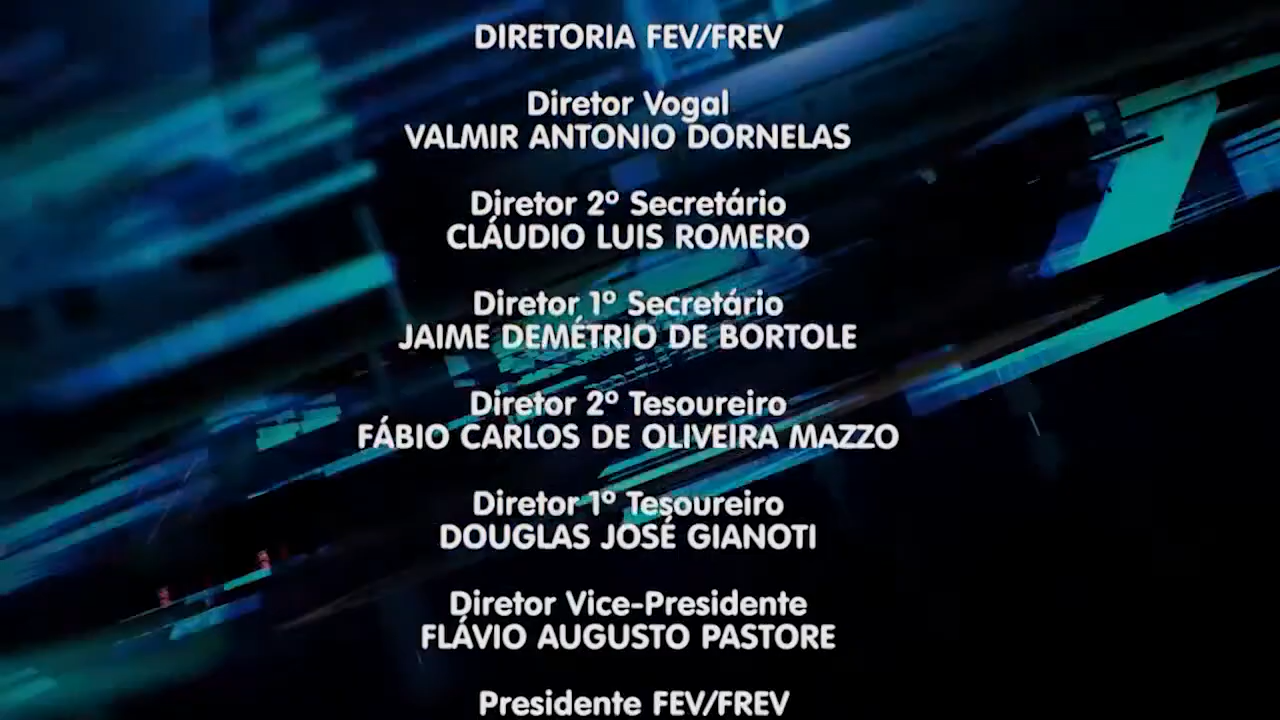 DIRETORIA FEV/FREV
Diretor Vogal
VALMIR ANTONIO DORNELAS
Diretor 2º Secretário
CLÁUDIO LUIS ROMERO
Diretor 1º Secretário
JAIME DEMÉTRIO DE BORTOLE
Diretor 2º Tesoureiro
FÁBIO CARLOS DE OLIVEIRA MAZZO
Diretor 1º Tesoureiro
DOUGLAS JOSÉ GIANOTI
Diretor Vice-Presidente
FLÁVIO AUGUSTO PASTORE
Presidente FEV/FREV